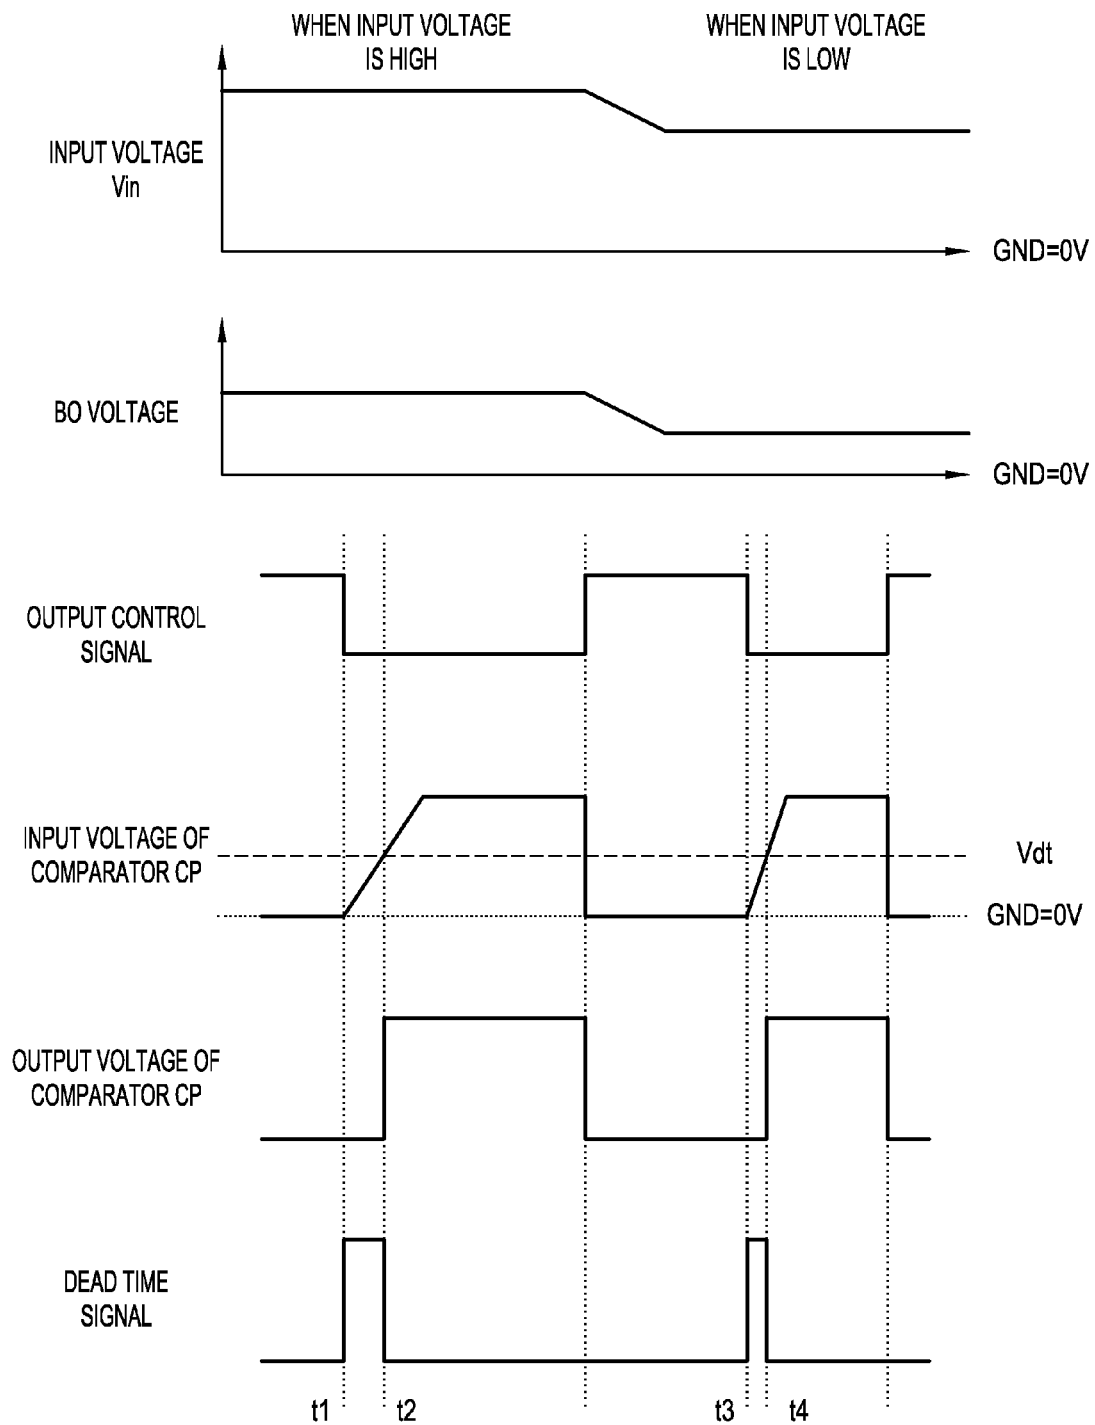 WHEN INPUT VOLTAGE
IS HIGH
WHEN INPUT VOLTAGE
IS LOW
INPUT VOLTAGE
Vin
GND=0V
BO VOLTAGE
GND=0V
OUTPUT CONTROL
SIGNAL
INPUT VOLTAGE OF
COMPARATOR CP
Vdt
GND=0V
OUTPUT VOLTAGE OF
COMPARATOR CP
DEAD TIME
SIGNAL
t1
t2
t3
t4